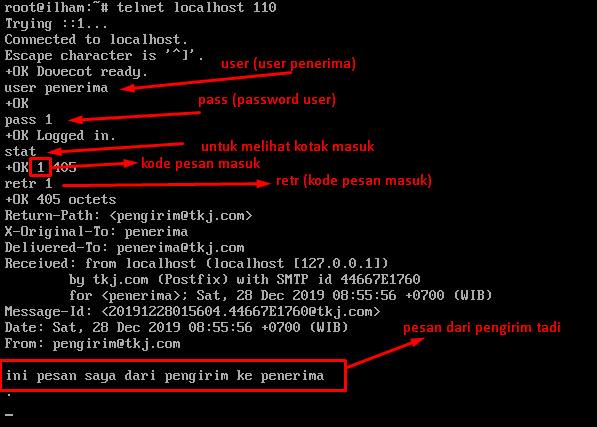 root@ilham:~# telnet localhost 110
Trying ::1...
Connected to localhost.
Escape character is '^]'.
+OK Dovecot ready.
user (user penerima)
user penerima
+OK
pass (password user)
pass 1
+OK Logged in.
untuk melihat kotak masuk
stat
+OK 1 405
kode pesan masuk
retr 1
retr (kode pesan masuk)
+OK 405 octets
Return-Path: <pengirim@tkj.com>
X-Original-To: penerima
Delivered-To: penerima@tkj.com
Received: from localhost (localhost [127.0.0.1])
by tkj.com (Postfix) with SMTP id 44667E1760
for <penerima>; Sat, 28 Dec 2019 08:55:56 +0700 (WIB)
Message-Id: <20191228015604.44667E1760@tkj.com>
Date: Sat, 28 Dec 2019 08:55:56 +0700 (WIB)
From: pengirim@tkj.com
pesan dari pengirim tadi
ini pesan saya dari pengirim ke penerima
.
_